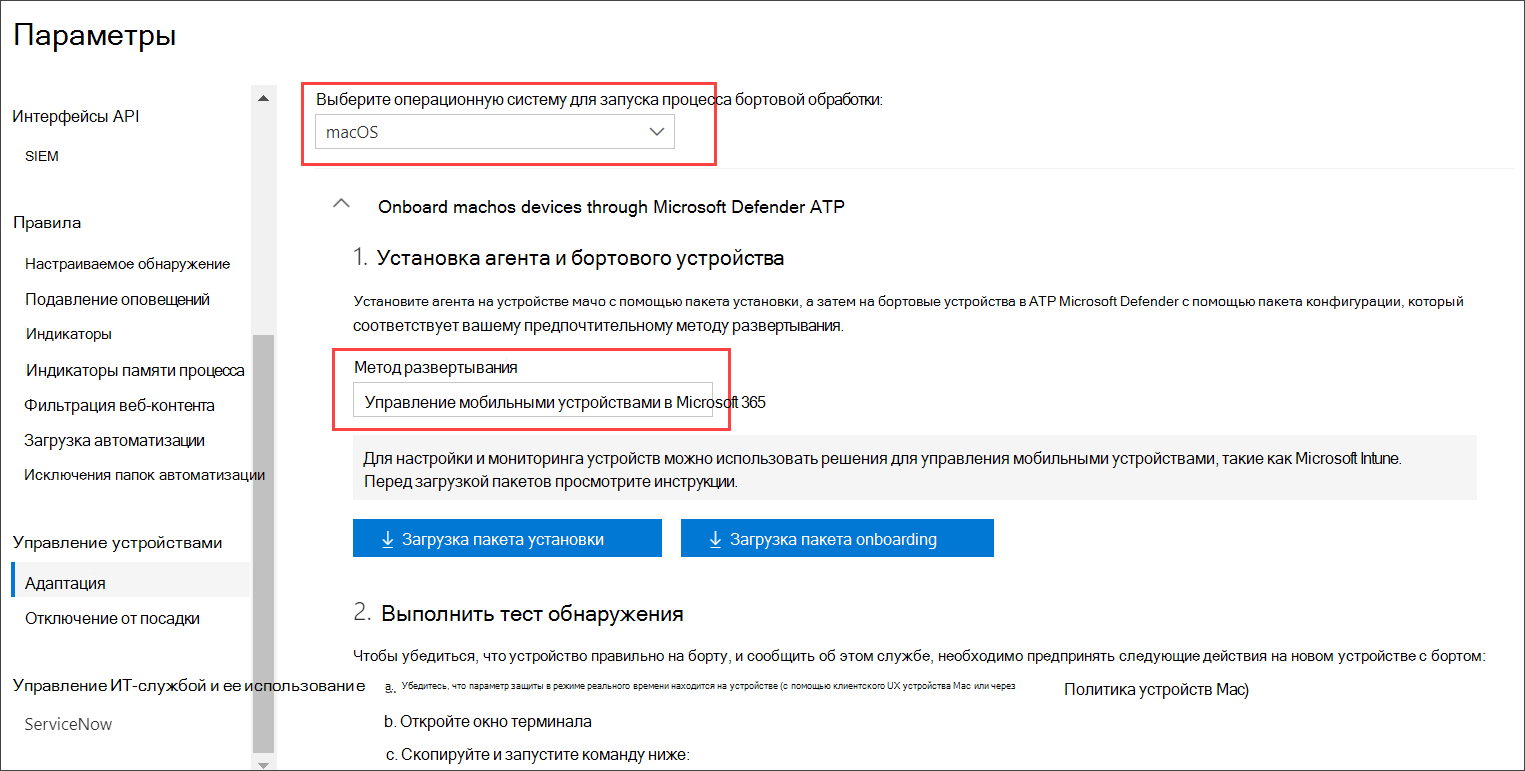 Параметры
Интерфейсы API
SIEM
Правила
Настраиваемое обнаружение
Подавление оповещений
Индикаторы
Индикаторы памяти процесса
Фильтрация веб-контента
Загрузка автоматизации
Исключения папок автоматизации
Управление устройствами
Адаптация
Отключение от посадки
Управление ИТ-службой и ее использование
ServiceNow
Выберите операционную систему для запуска процесса бортовой обработки:
macOS
Onboard machos devices through Microsoft Defender ATP
1. Установка агента и бортового устройства
Установите агента на устройстве мачо с помощью пакета установки, а затем на бортовые устройства в ATP Microsoft Defender с помощью пакета конфигурации, который
соответствует вашему предпочтительному методу развертывания.
Метод развертывания
Управление мобильными устройствами в Microsoft 365
Для настройки и мониторинга устройств можно использовать решения для управления мобильными устройствами, такие как Microsoft Intune.
Перед загрузкой пакетов просмотрите инструкции.
Загрузка пакета установки
Загрузка пакета onboarding
2. Выполнить тест обнаружения
Чтобы убедиться, что устройство правильно на борту, и сообщить об этом службе, необходимо предпринять следующие действия на новом устройстве с бортом:
a. Убедитесь, что параметр защиты в режиме реального времени находится на устройстве (с помощью клиентского UX устройства Mac или через Политика устройств Mac)
b. Откройте окно терминала
c. Скопируйте и запустите команду ниже: